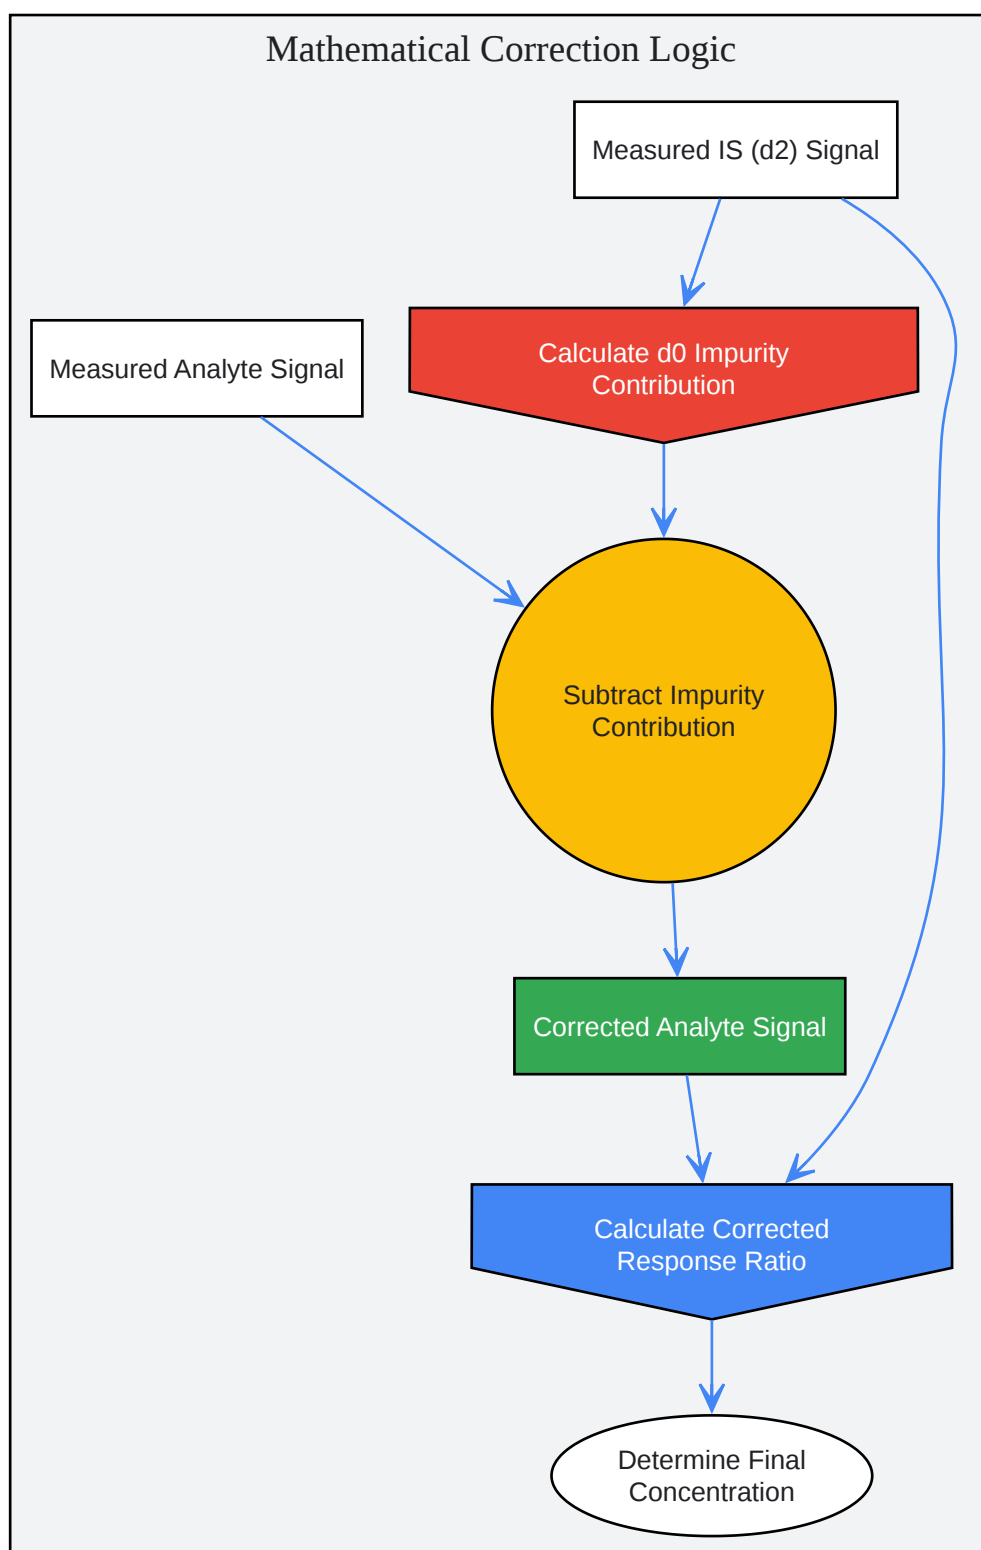 Mathematical Correction Logic
Measured IS (d2) Signal
Measured Analyte Signal
Calculate d0 Impurity
Contribution
Subtract Impurity
Contribution
Corrected Analyte Signal
Calculate Corrected
Response Ratio
Determine Final
Concentration